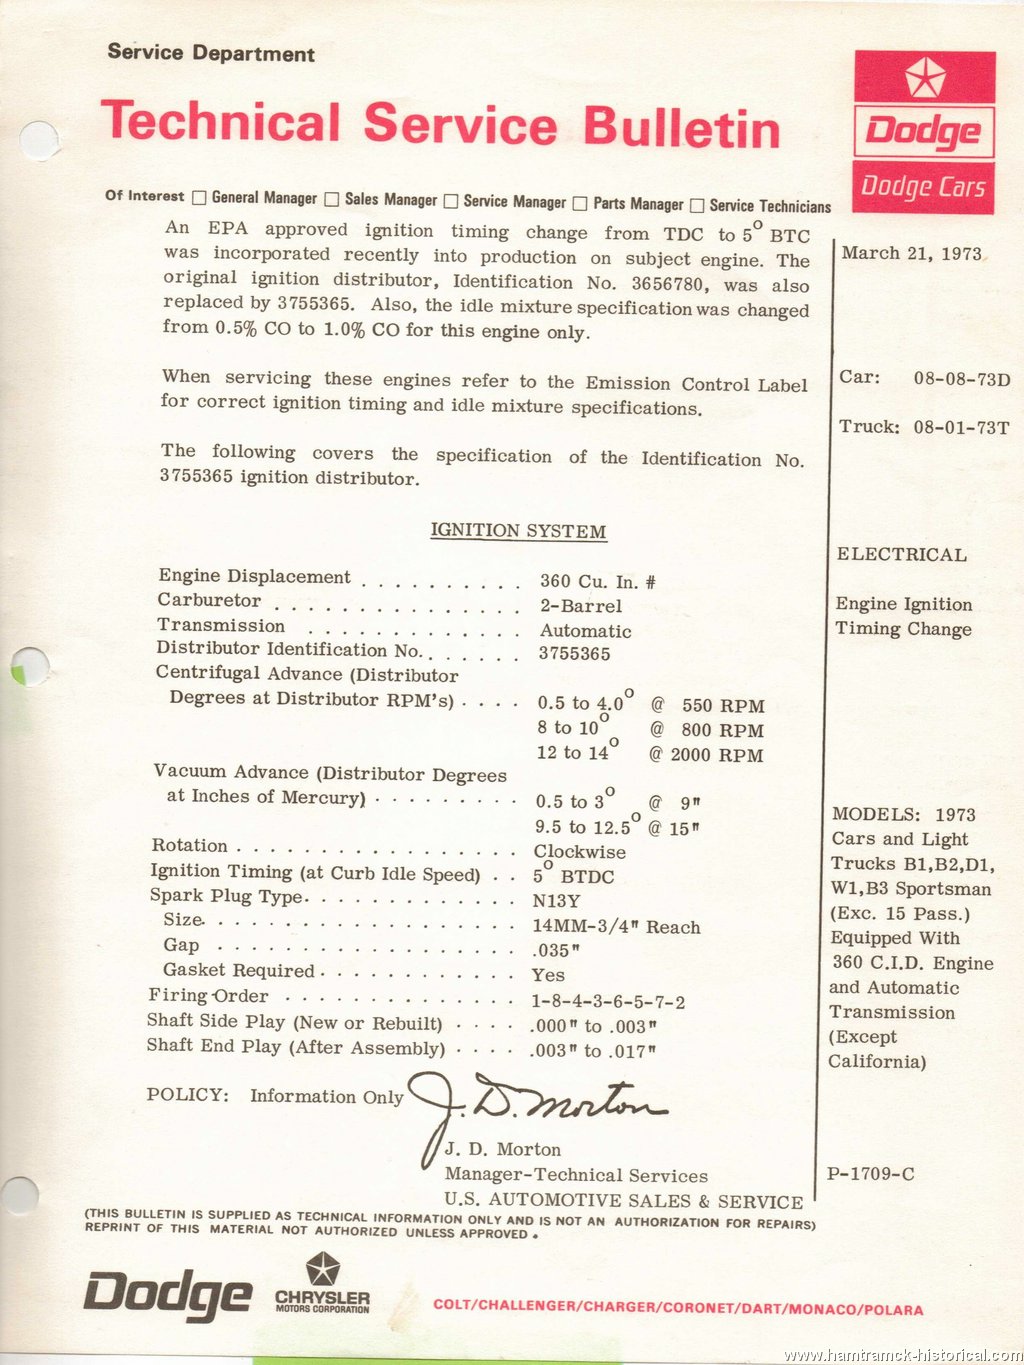 Service Department
Technical Service Bulletin
Dodge
Dodge Cars
Of Interest □ General Manager □ Sales Manager □ Service Manager □ Parts Manager □ Service Technicians
An EPA approved ignition timing change from TDC to 5° BTC
was incorporated recently into production on subject engine. The
original ignition distributor, Identification No. 3656780, was also
replaced by 3755365. Also, the idle mixture specification was changed
from 0.5% CO to 1.0% CO for this engine only.
When servicing these engines refer to the Emission Control Label
for correct ignition timing and idle mixture specifications.
The following covers the specification of the Identification No.
3755365 ignition distributor.
IGNITION SYSTEM
Engine Displacement . . . . . . . . . . 360 Cu. In. #
Carburetor . . . . . . . . . . . . . . . 2-Barrel
Transmission . . . . . . . . . . . . . Automatic
Distributor Identification No. . . . . . . 3755365
Centrifugal Advance (Distributor
Degrees at Distributor RPM's) . . . . 0.5 to 4.0° @ 550 RPM
8 to 10° @ 800 RPM
12 to 14° @ 2000 RPM
Vacuum Advance (Distributor Degrees
at Inches of Mercury) . . . . . . . . . 0.5 to 3° @ 9"
9.5 to 12.5° @ 15"
Rotation . . . . . . . . . . . . . . . . . Clockwise
Ignition Timing (at Curb Idle Speed) . . 5° BTDC
Spark Plug Type. . . . . . . . . . . . . N13Y
Size. . . . . . . . . . . . . . . . . . 14MM-3/4" Reach
Gap . . . . . . . . . . . . . . . . . .035"
Gasket Required . . . . . . . . . . . . Yes
Firing Order . . . . . . . . . . . . . . 1-8-4-3-6-5-7-2
Shaft Side Play (New or Rebuilt) . . . . .000" to .003"
Shaft End Play (After Assembly) . . . . .003" to .017"
POLICY: Information Only
J. D. Morton
J. D. Morton
Manager-Technical Services
U.S. AUTOMOTIVE SALES & SERVICE
March 21, 1973
Car: 08-08-73D
Truck: 08-01-73T
ELECTRICAL
Engine Ignition
Timing Change
MODELS: 1973
Cars and Light
Trucks B1,B2,D1,
W1,B3 Sportsman
(Exc. 15 Pass.)
Equipped With
360 C.I.D. Engine
and Automatic
Transmission
(Except
California)
P-1709-C
(THIS BULLETIN IS SUPPLIED AS TECHNICAL INFORMATION ONLY AND IS NOT AN AUTHORIZATION FOR REPAIRS)
REPRINT OF THIS MATERIAL NOT AUTHORIZED UNLESS APPROVED .
Dodge
CHRYSLER
MOTORS CORPORATION
COLT/CHALLENGER/CHARGER/CORONET/DART/MONACO/POLARA
www.hamtramck-historical.com